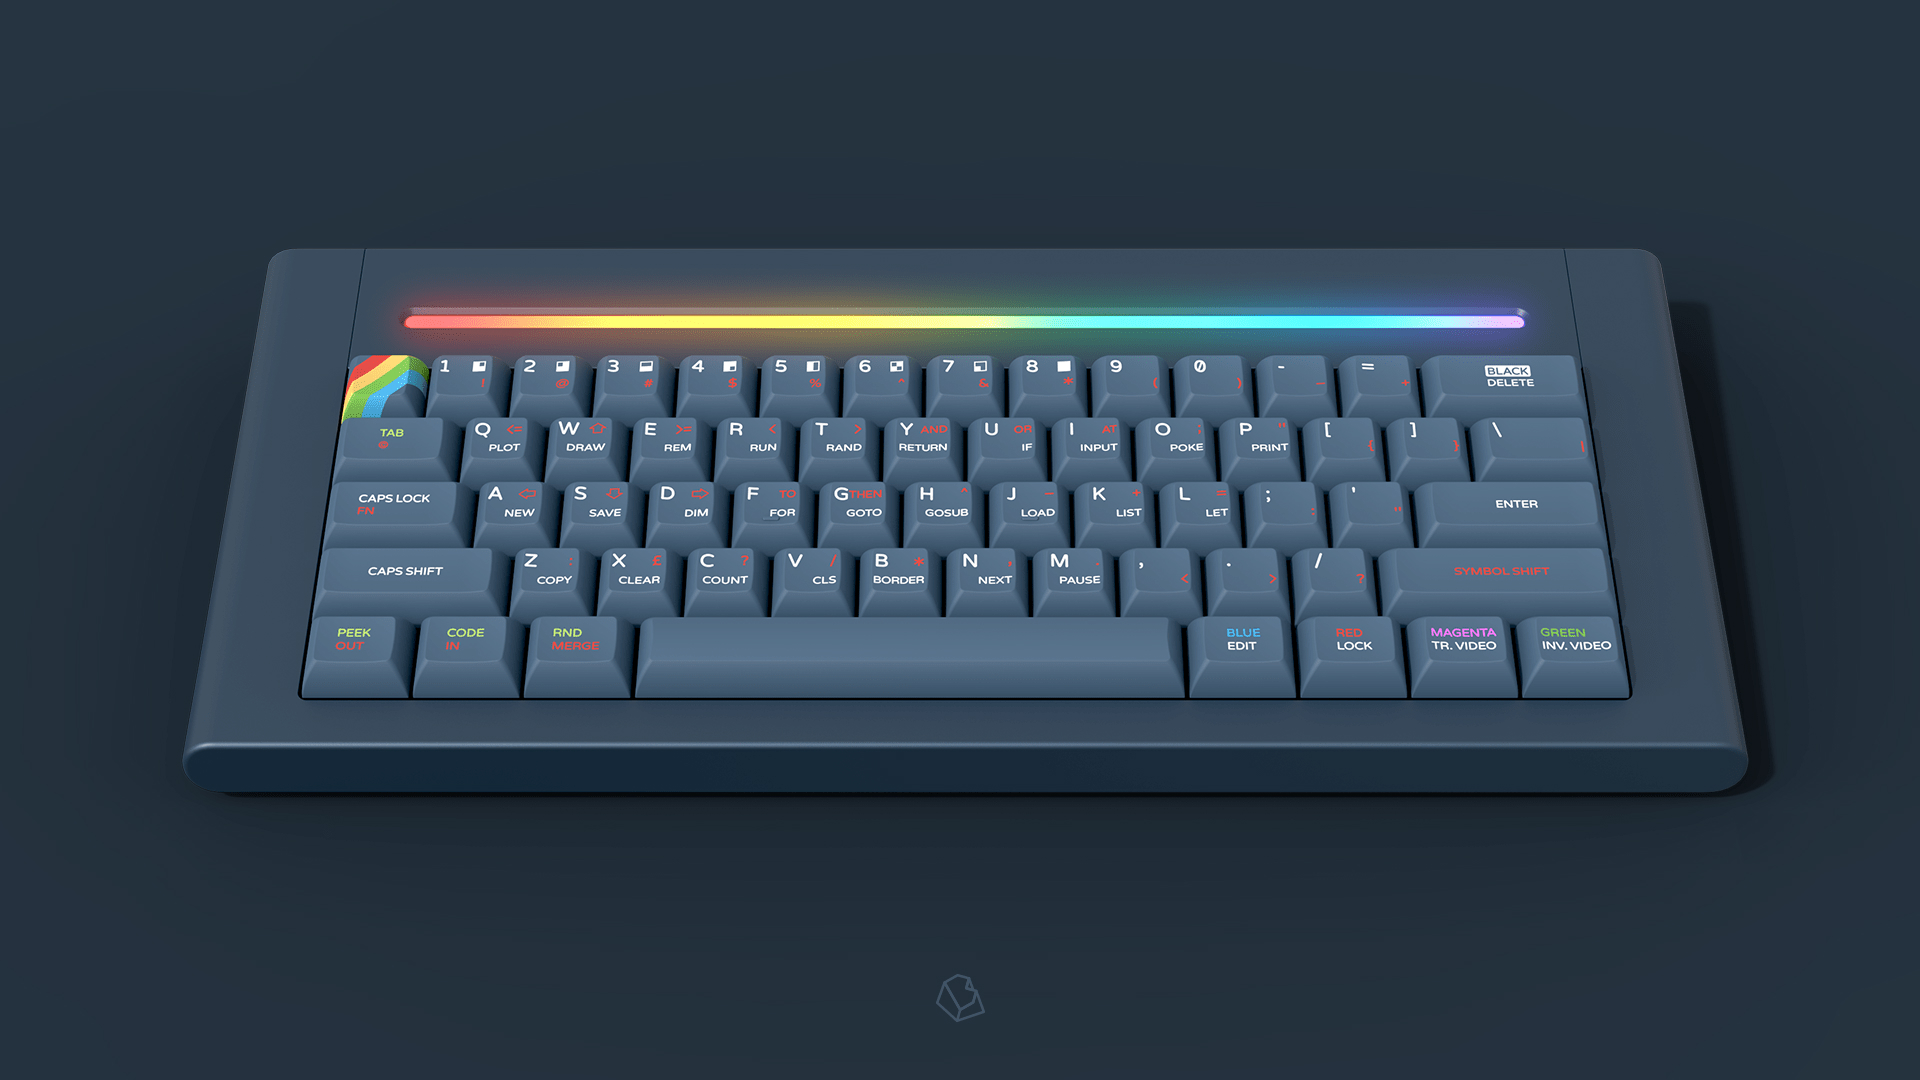 1 !
2 @
3 #
4 $
5 %
6 ^
7 &
8 *
9 (
0 )
- _
= +
BLACK
DELETE
TAB
©
Q <=
PLOT
W ⇧
DRAW
E >=
REM
R <
RUN
T >
RAND
Y AND
RETURN
U OR
IF
I AT
INPUT
O ;
POKE
P "
PRINT
[ {
] }
\ |
CAPS LOCK
FN
A ⇦
NEW
S ⇩
SAVE
D ⇨
DIM
F TO
FOR
G THEN
GOTO
H ^
GOSUB
J -
LOAD
K +
LIST
L =
LET
; :
' "
ENTER
CAPS SHIFT
Z :
COPY
X £
CLEAR
C ?
COUNT
V /
CLS
B *
BORDER
N ,
NEXT
M .
PAUSE
, <
. >
/ ?
SYMBOL SHIFT
PEEK
OUT
CODE
IN
RND
MERGE
BLUE
EDIT
RED
LOCK
MAGENTA
TR. VIDEO
GREEN
INV. VIDEO